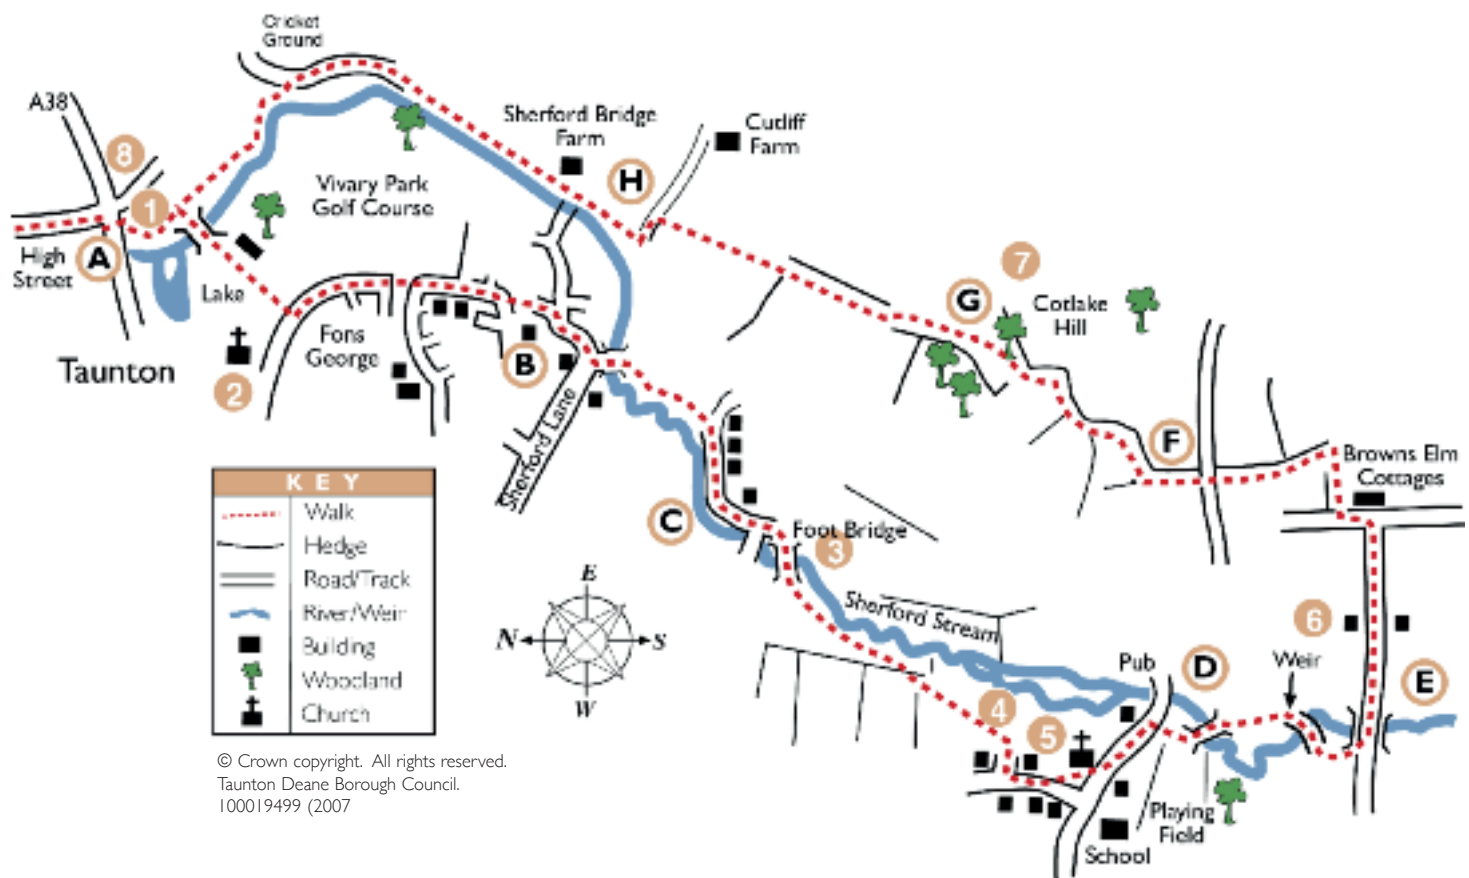 Cricket
Ground
A38
8
Sherford Bridge
Farm
Cutliff
Farm
H
1
Vivary Park
Golf Course
High
Street
A
Lake
7
G
Cotlake
Hill
Fons
George
Taunton
2
B
Sherford Lane
F
Browns Elm
Cottages
KEY
Walk
Hedge
Road/Track
River/Weir
Building
Woodland
Church
C
Foot Bridge
3
E
N
S
W
Sherford Stream
6
Pub
D
Weir
E
4
5
Playing
Field
School
© Crown copyright. All rights reserved.
Taunton Deane Borough Council.
100019499 (2007